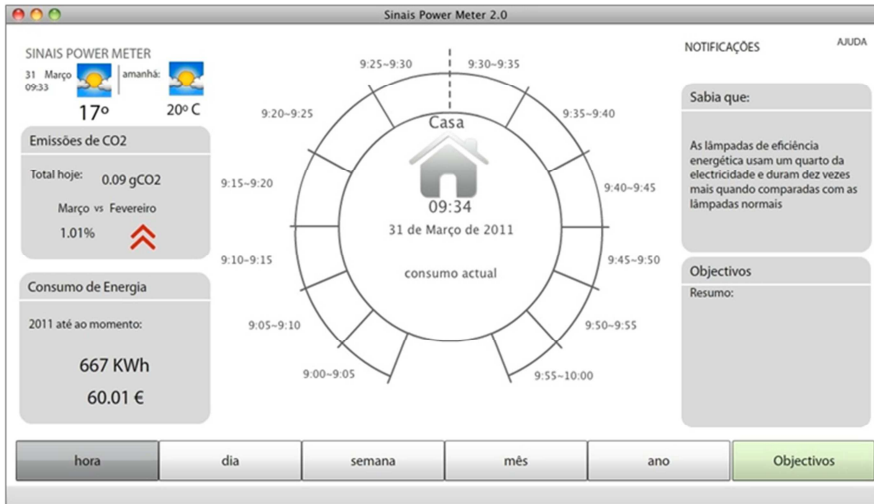 Sinais Power Meter 2.0
SINAIS POWER METER
31 Março
09:33
amanhã:
17º
20º C
Emissões de CO2
Total hoje: 0.09 gCO2
Março vs Fevereiro
1.01%
Consumo de Energia
2011 até ao momento:
667 KWh
60.01 €
9:25~9:30
9:30~9:35
9:20~9:25
9:35~9:40
9:15~9:20
9:40~9:45
9:10~9:15
9:45~9:50
9:05~9:10
9:50~9:55
9:00~9:05
9:55~10:00
Casa
09:34
31 de Março de 2011
consumo actual
NOTIFICAÇÕES
AJUDA
Sabia que:
As lâmpadas de eficiência
energética usam um quarto da
electricidade e duram dez vezes
mais quando comparadas com as
lâmpadas normais
Objectivos
Resumo:
hora
dia
semana
mês
ano
Objectivos